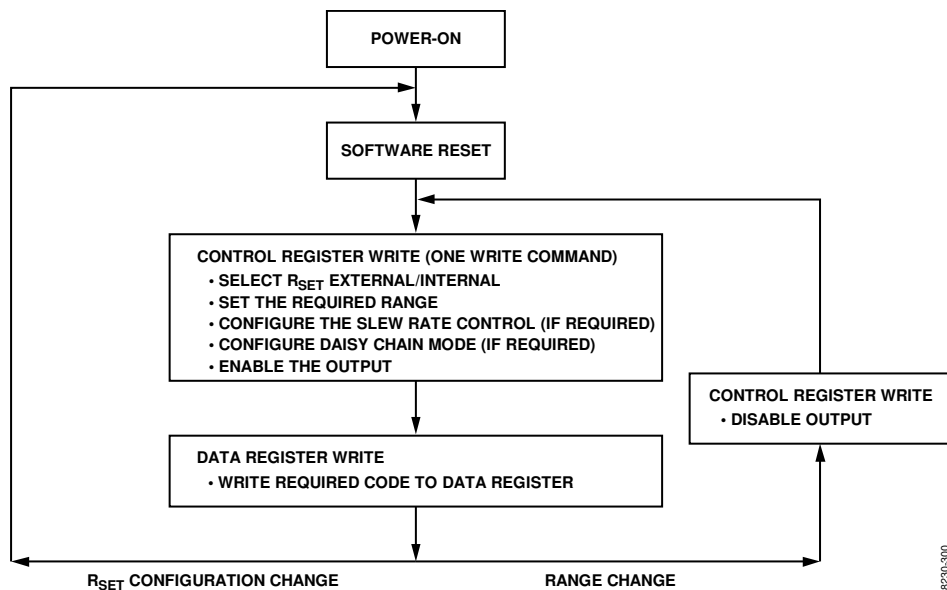 POWER-ON
SOFTWARE RESET
CONTROL REGISTER WRITE (ONE WRITE COMMAND)
• SELECT RSET EXTERNAL/INTERNAL
• SET THE REQUIRED RANGE
• CONFIGURE THE SLEW RATE CONTROL (IF REQUIRED)
• CONFIGURE DAISY CHAIN MODE (IF REQUIRED)
• ENABLE THE OUTPUT
CONTROL REGISTER WRITE
• DISABLE OUTPUT
DATA REGISTER WRITE
• WRITE REQUIRED CODE TO DATA REGISTER
RSET CONFIGURATION CHANGE
RANGE CHANGE
8230-300